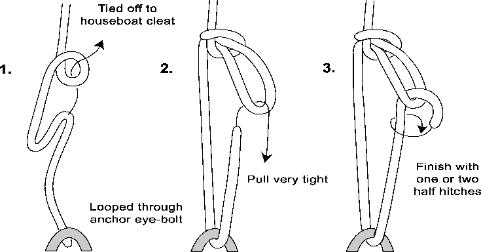 Tied off to
houseboat cleat
1.
2.
3.
Pull very tight
Looped through
anchor eye-bolt
Finish with
one or two
half hitches